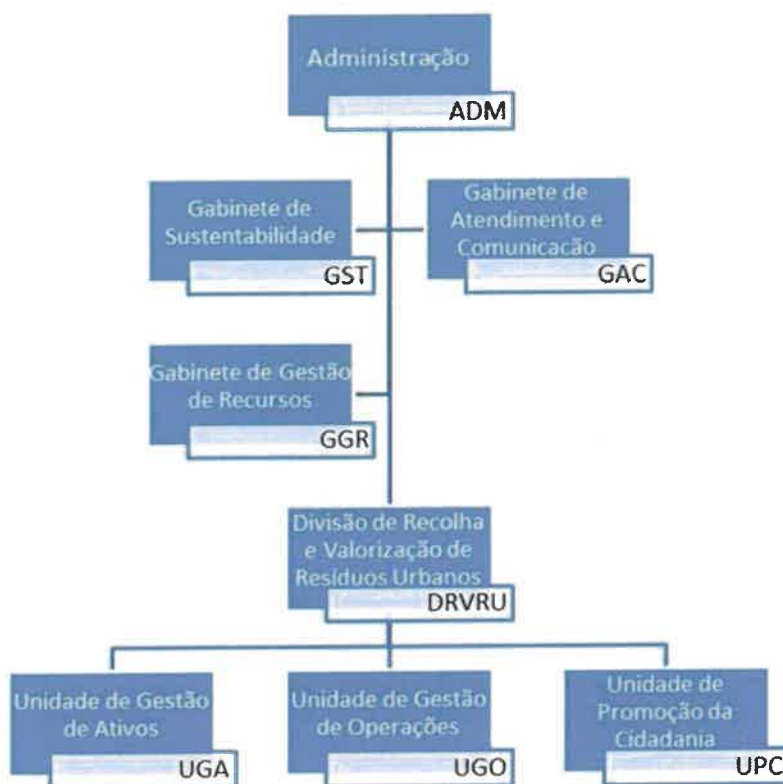 Administração
ADM
Gabinete de
Sustentabilidade
GST
Gabinete de
Atendimento e
Comunicação
GAC
Gabinete de Gestão
de Recursos
GGR
Divisão de Recolha
e Valorização de
Resíduos Urbanos
DRVRU
Unidade de Gestão
de Ativos
UGA
Unidade de Gestão
de Operações
UGO
Unidade de
Promoção da
Cidadania
UPC